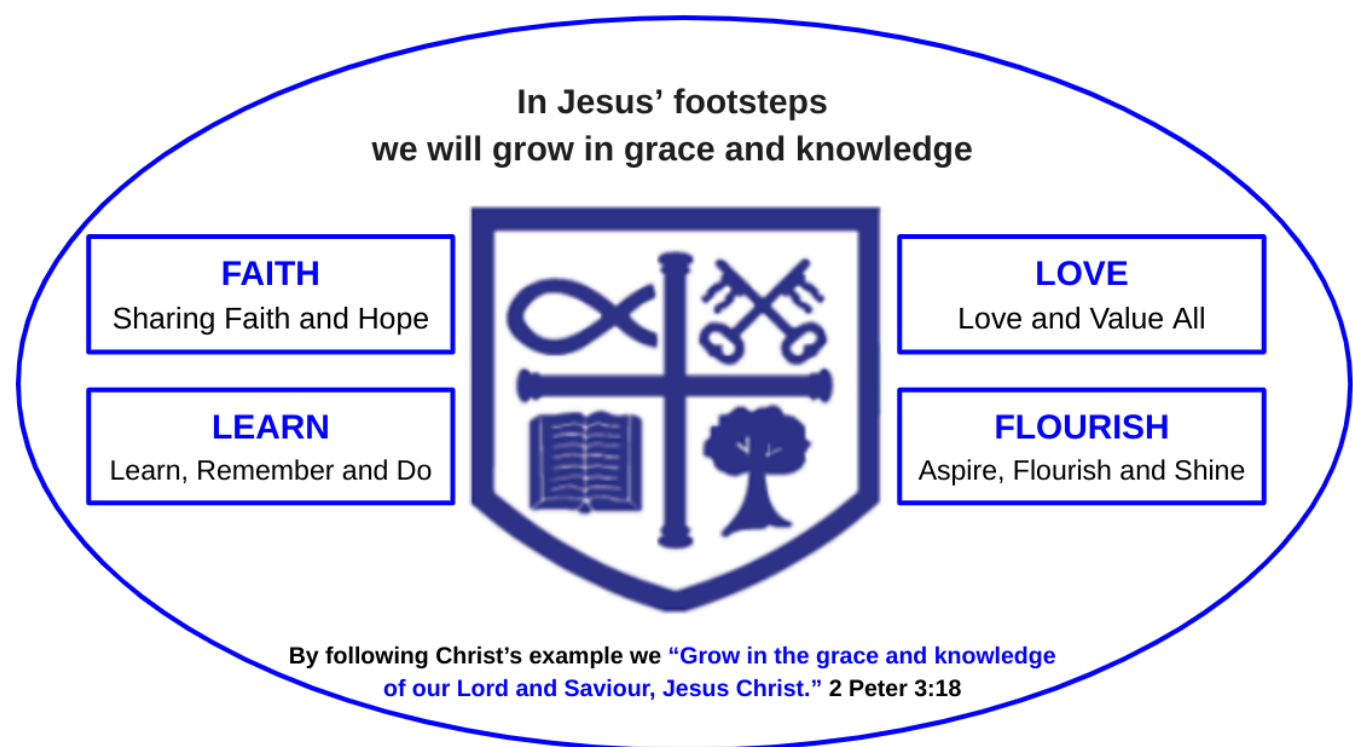 In Jesus’ footsteps
we will grow in grace and knowledge
FAITH
Sharing Faith and Hope
LOVE
Love and Value All
LEARN
Learn, Remember and Do
FLOURISH
Aspire, Flourish and Shine
By following Christ’s example we “Grow in the grace and knowledge
of our Lord and Saviour, Jesus Christ.” 2 Peter 3:18